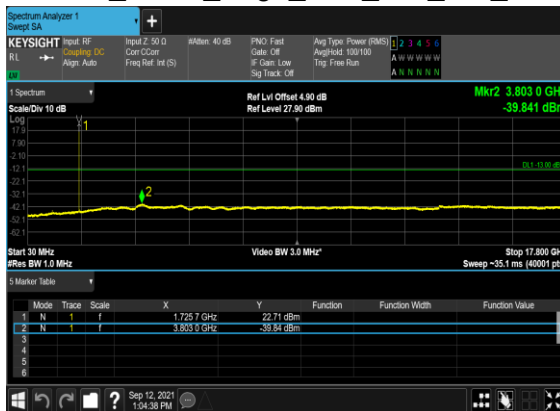 Spectrum Analyzer 1
Swept SA
KEYSIGHT Input: RF Input Z: 50 Ω #Atten: 40 dB PNO: Fast Avg Type: Power (RMS) 1 2 3 4 5 6
RL Coupling: DC Corr CCorr Gate: Off Avg|Hold: 100/100 A W W W W W
Align: Auto Freq Ref: Int (S) IF Gain: Low Trig: Free Run
Sig Track: Off A N N N N N
1 Spectrum Ref Lvl Offset 4.90 dB Mkr2 3.803 0 GH
Scale/Div 10 dB Ref Level 27.90 dBm -39.841 dBr
Log
17.9 1
7.90
-2.10
-12.1 DL1 -13.00 dB
-22.1
-32.1 2
-42.1
-52.1
-62.1
Start 30 MHz Video BW 3.0 MHz* Stop 17.800 GH
#Res BW 1.0 MHz Sweep ~35.1 ms (40001 pt
5 Marker Table
Mode Trace Scale X Y Function Function Width Function Value
1 N 1 f 1.725 7 GHz 22.71 dBm
2 N 1 f 3.803 0 GHz -39.84 dBm
3
4
5
6
? Sep 12, 2021
1:04:38 PM